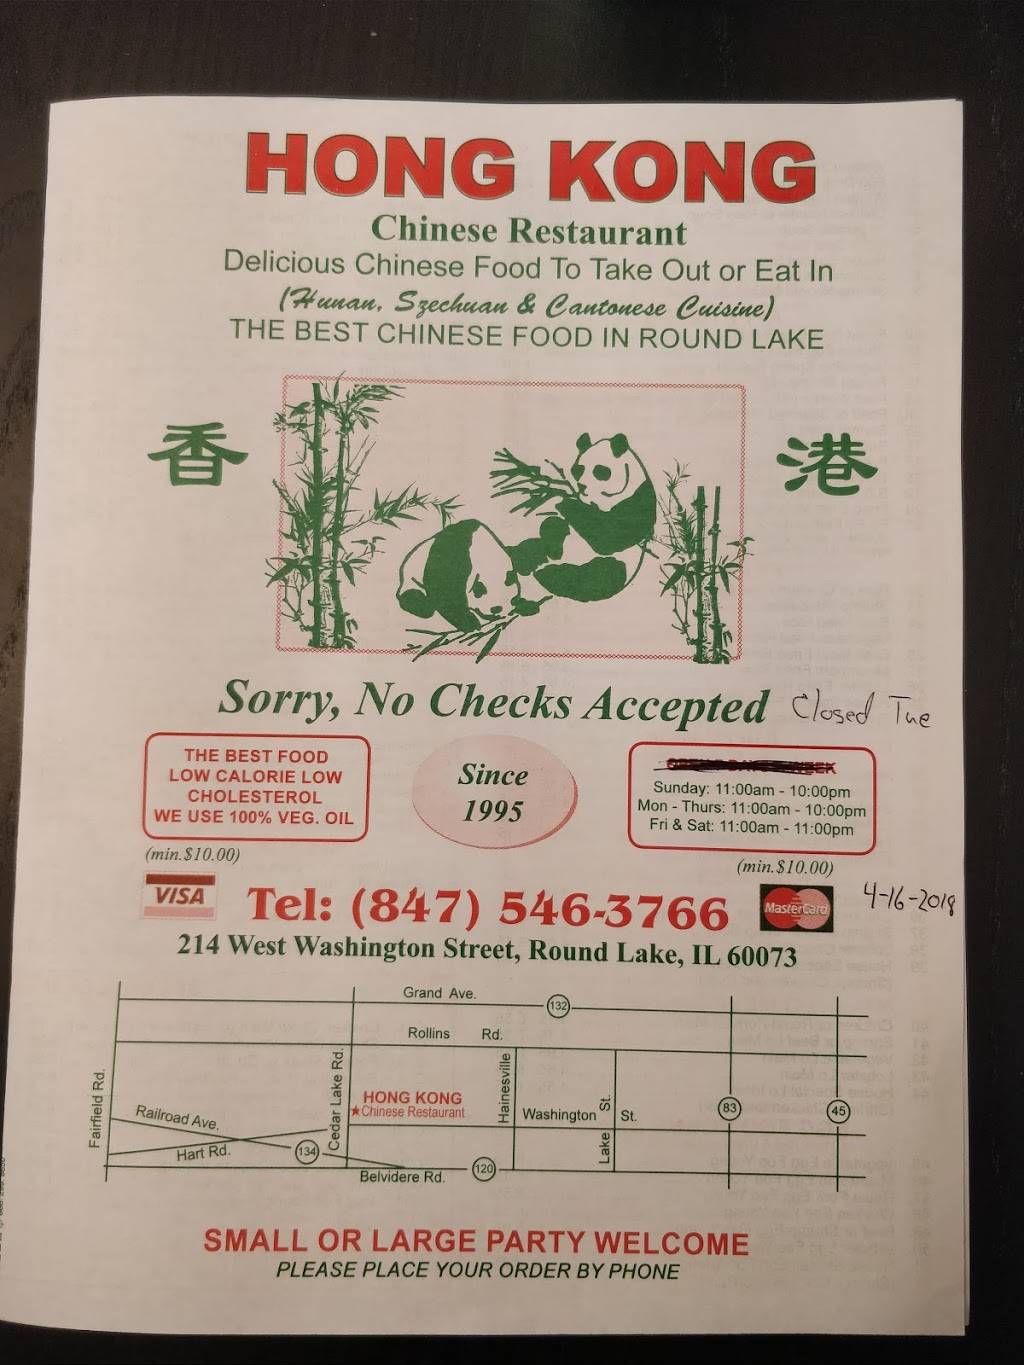 HONG KONG
Chinese Restaurant
Delicious Chinese Food To Take Out or Eat In
(Hunan, Szechuan & Cantonese Cuisine)
THE BEST CHINESE FOOD IN ROUND LAKE
香 港
Sorry, No Checks Accepted Closed Tue
THE BEST FOOD
LOW CALORIE LOW
CHOLESTEROL
WE USE 100% VEG. OIL
(min.$10.00)
VISA
Since
1995
Sunday: 11:00am - 10:00pm
Mon - Thurs: 11:00am - 10:00pm
Fri & Sat: 11:00am - 11:00pm
(min.$10.00)
MasterCard
4-16-2018
Tel: (847) 546-3766
214 West Washington Street, Round Lake, IL 60073
Grand Ave.
132
Rollins Rd.
Fairfield Rd.
Cedar Lake Rd.
Hainesville
HONG KONG
Chinese Restaurant
Washington St.
Lake St.
83
45
Railroad Ave.
Hart Rd.
134
120
Belvidere Rd.
SMALL OR LARGE PARTY WELCOME
PLEASE PLACE YOUR ORDER BY PHONE